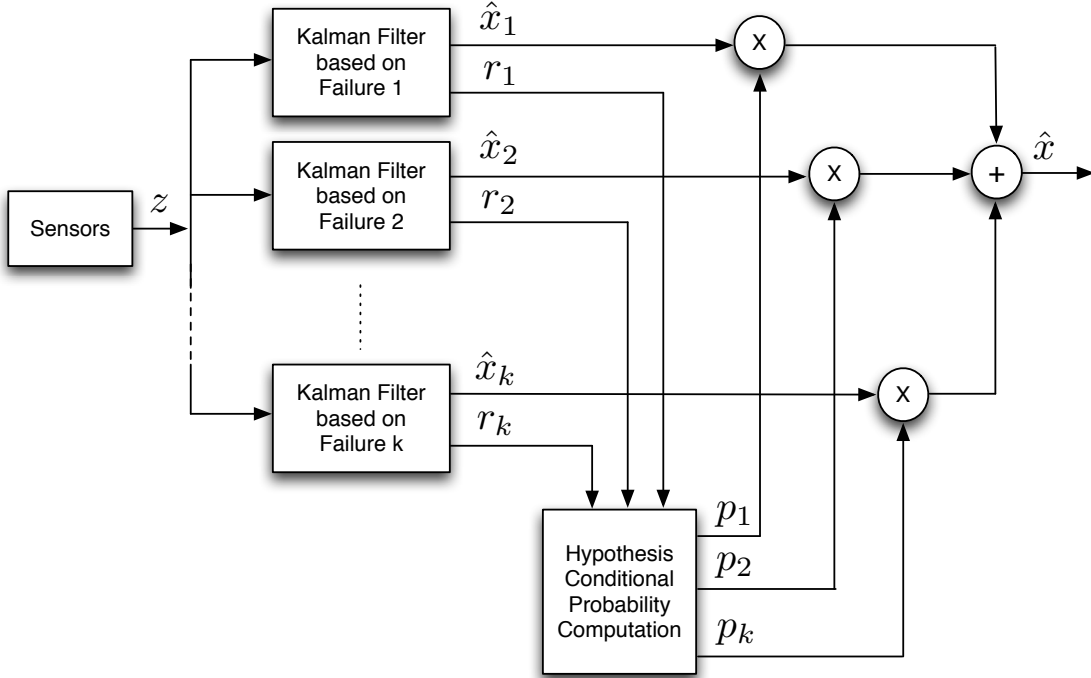 Kalman Filter
based on
Failure 1
x̂₁
r₁
X
Kalman Filter
based on
Failure 2
x̂₂
r₂
X
x̂
+
Sensors
z
Kalman Filter
based on
Failure k
x̂ₖ
rₖ
X
Hypothesis
Conditional
Probability
Computation
p₁
p₂
pₖ